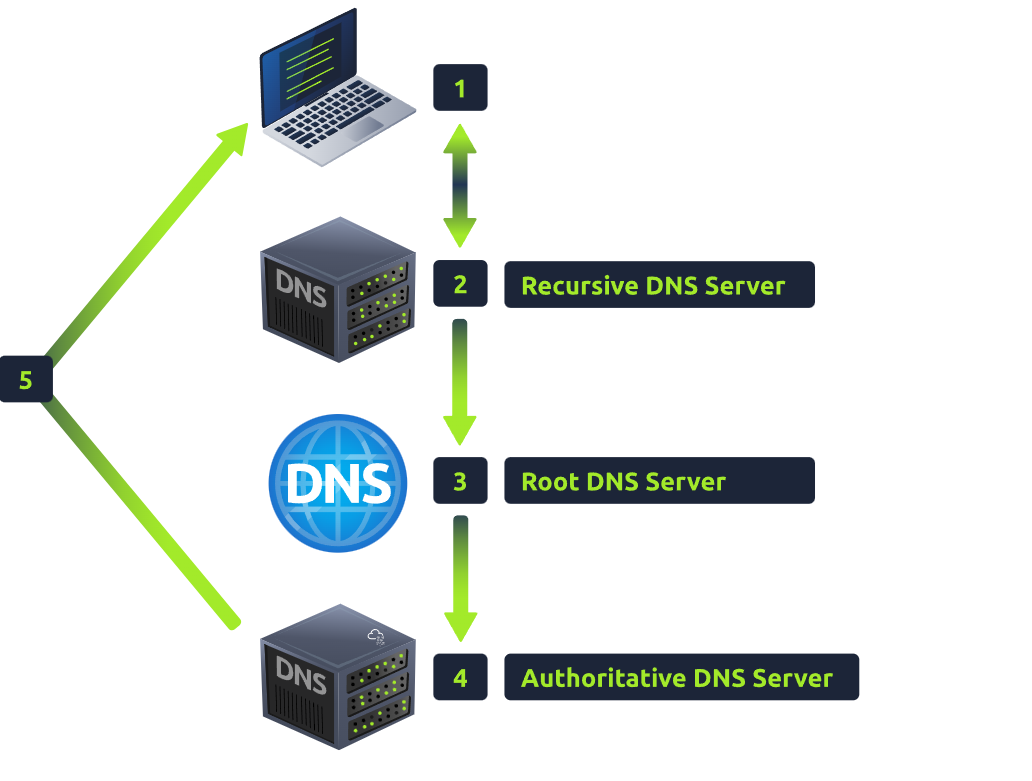 1
DNS
2
Recursive DNS Server
5
DNS
3
Root DNS Server
DNS
4
Authoritative DNS Server